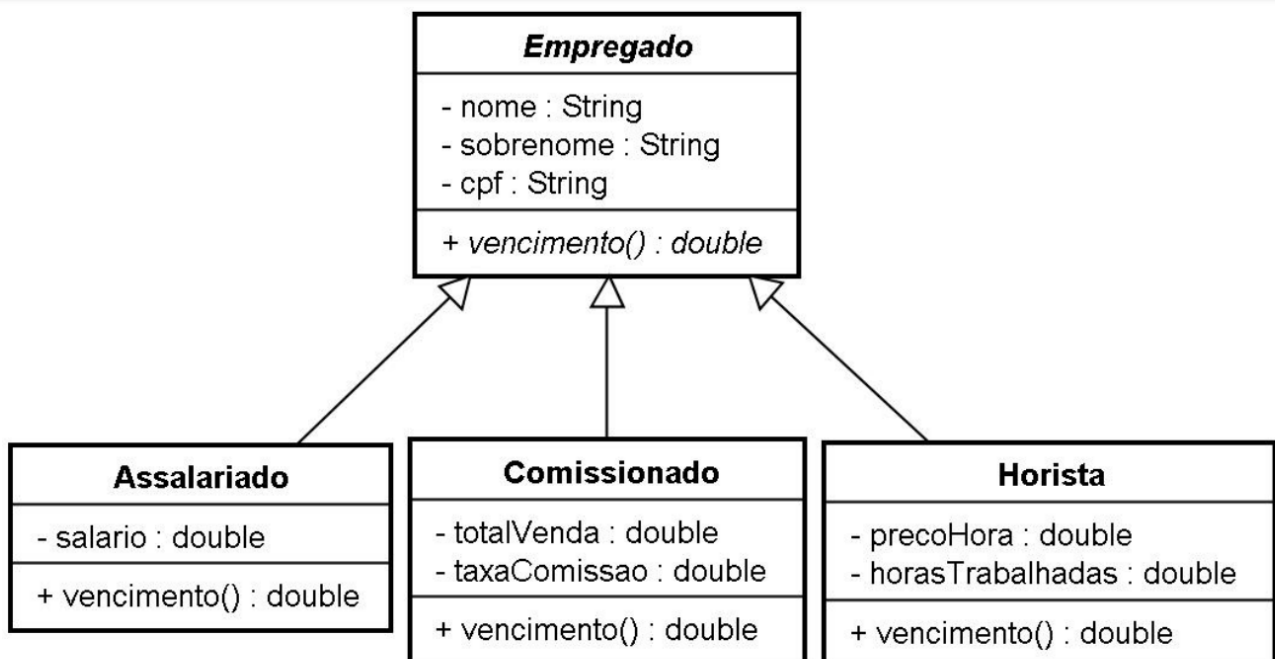 Empregado
- nome : String
- sobrenome : String
- cpf : String
+ vencimento() : double
Assalariado
- salario : double
+ vencimento() : double
Comissionado
- totalVenda : double
- taxaComissao : double
+ vencimento() : double
Horista
- precoHora : double
- horasTrabalhadas : double
+ vencimento() : double